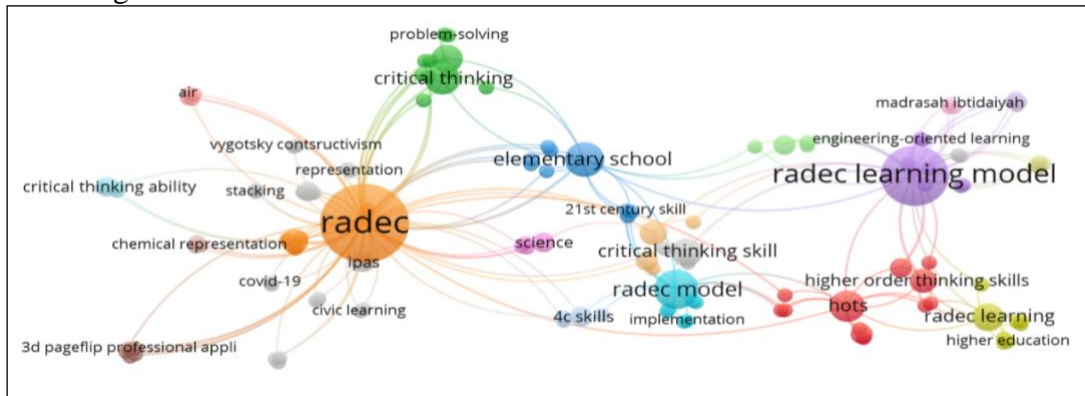 problem-solving
critical thinking
air
madrasah ibtidaiyah
vygotsky contsructivism
engineering-oriented learning
elementary school
representation
radec learning model
critical thinking ability
stacking
21st century skill
radec
chemical representation
science
critical thinking skill
ipas
covid-19
higher order thinking skills
radec model
civic learning
hots
4c skills
implementation
radec learning
3d pageflip professional appli
higher education